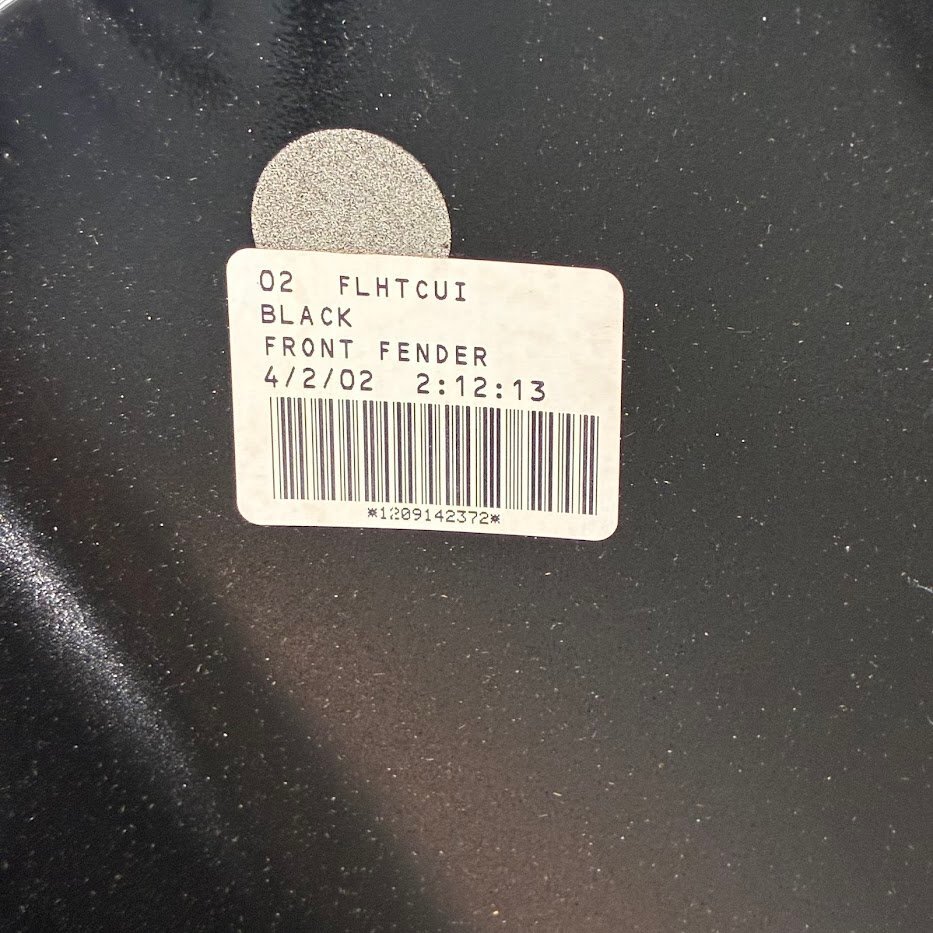 02 FLHTCUI
BLACK
FRONT FENDER
4/2/02 2:12:13
*1209142372*